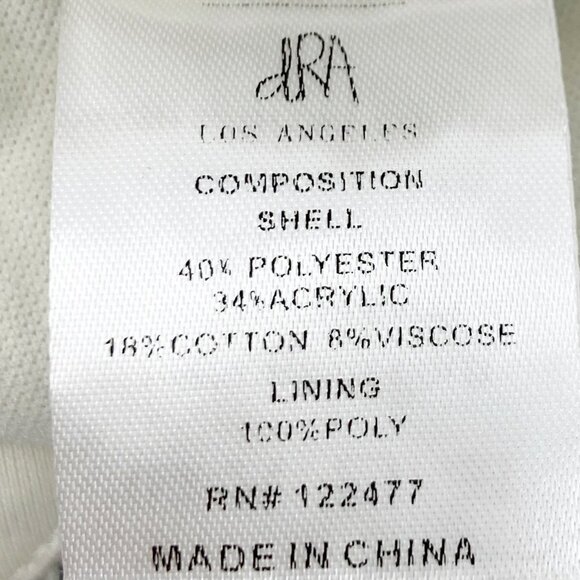 dRA
LOS ANGELES
COMPOSITION
SHELL
40% POLYESTER
34%ACRYLIC
18%COTTON 8%VISCOSE
LINING
100%POLY
RN# 122477
MADE IN CHINA